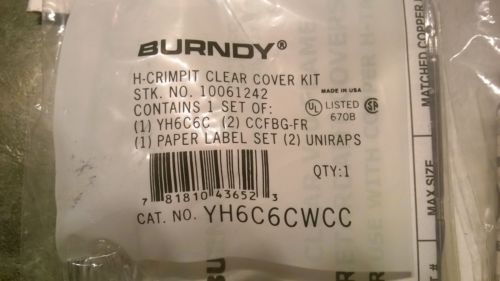 BURNDY®
H-CRIMPIT CLEAR COVER KIT
STK. NO. 10061242
MADE IN USA
CONTAINS 1 SET OF:
UL LISTED
670B
(1) YH6C6C (2) CCFBG-FR
(1) PAPER LABEL SET (2) UNIRAPS
QTY:1
7 81810 43652 3
CAT. NO. YH6C6CWCC
MATCHED COPPER
MAX SIZE